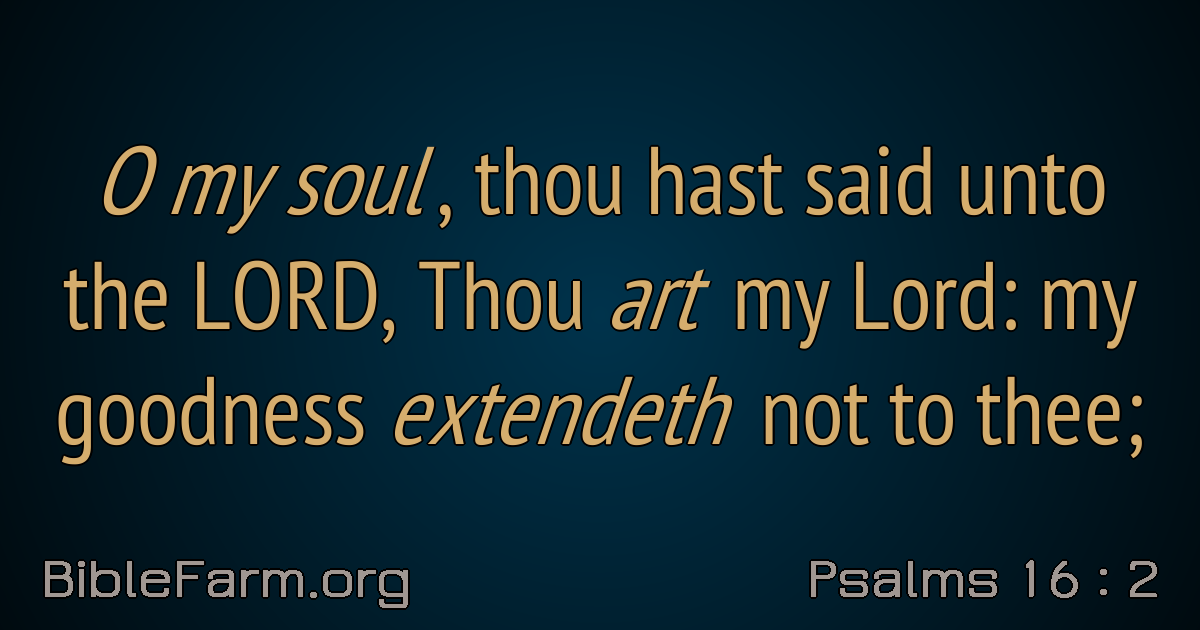 O my soul, thou hast said unto
the LORD, Thou art my Lord: my
goodness extendeth not to thee;
BibleFarm.org
Psalms 16 : 2